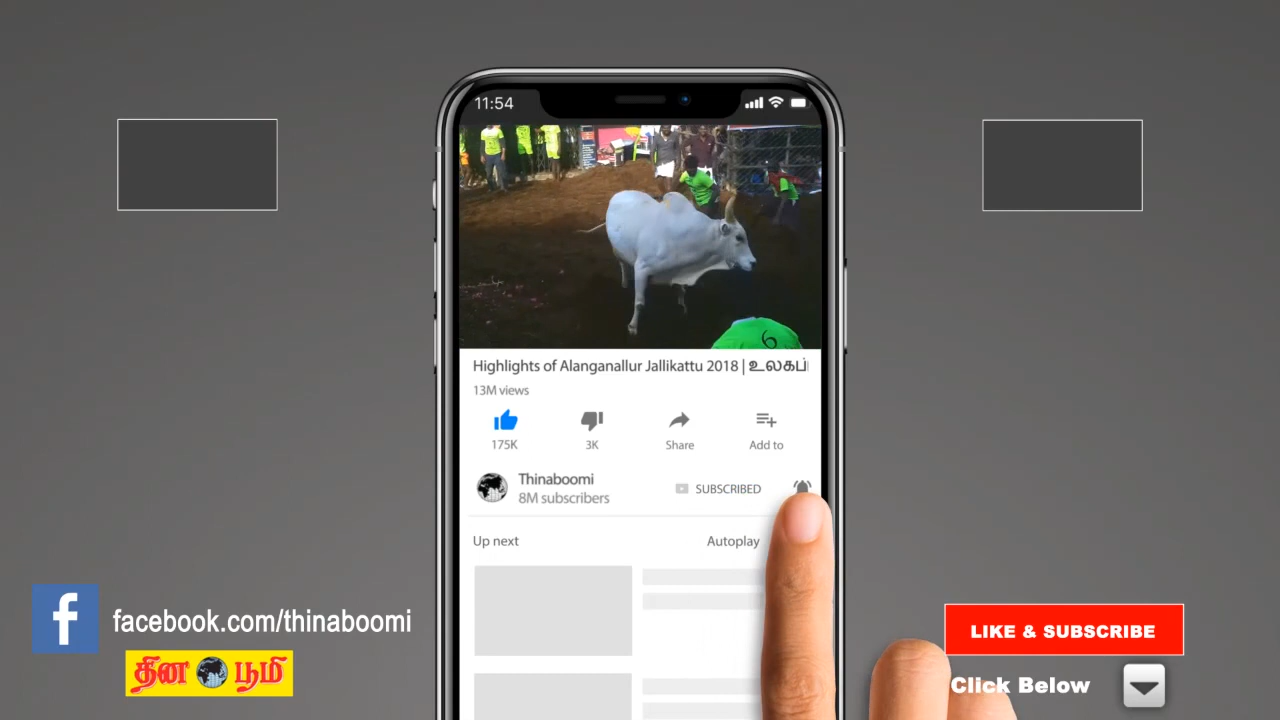 11:54
6
Highlights of Alanganallur Jallikattu 2018 | உலகப்
13M views
175K
3K
Share
Add to
Thinaboomi
8M subscribers
SUBSCRIBED
Up next
Autoplay
f
facebook.com/thinaboomi
தின பூமி
LIKE & SUBSCRIBE
Click Below